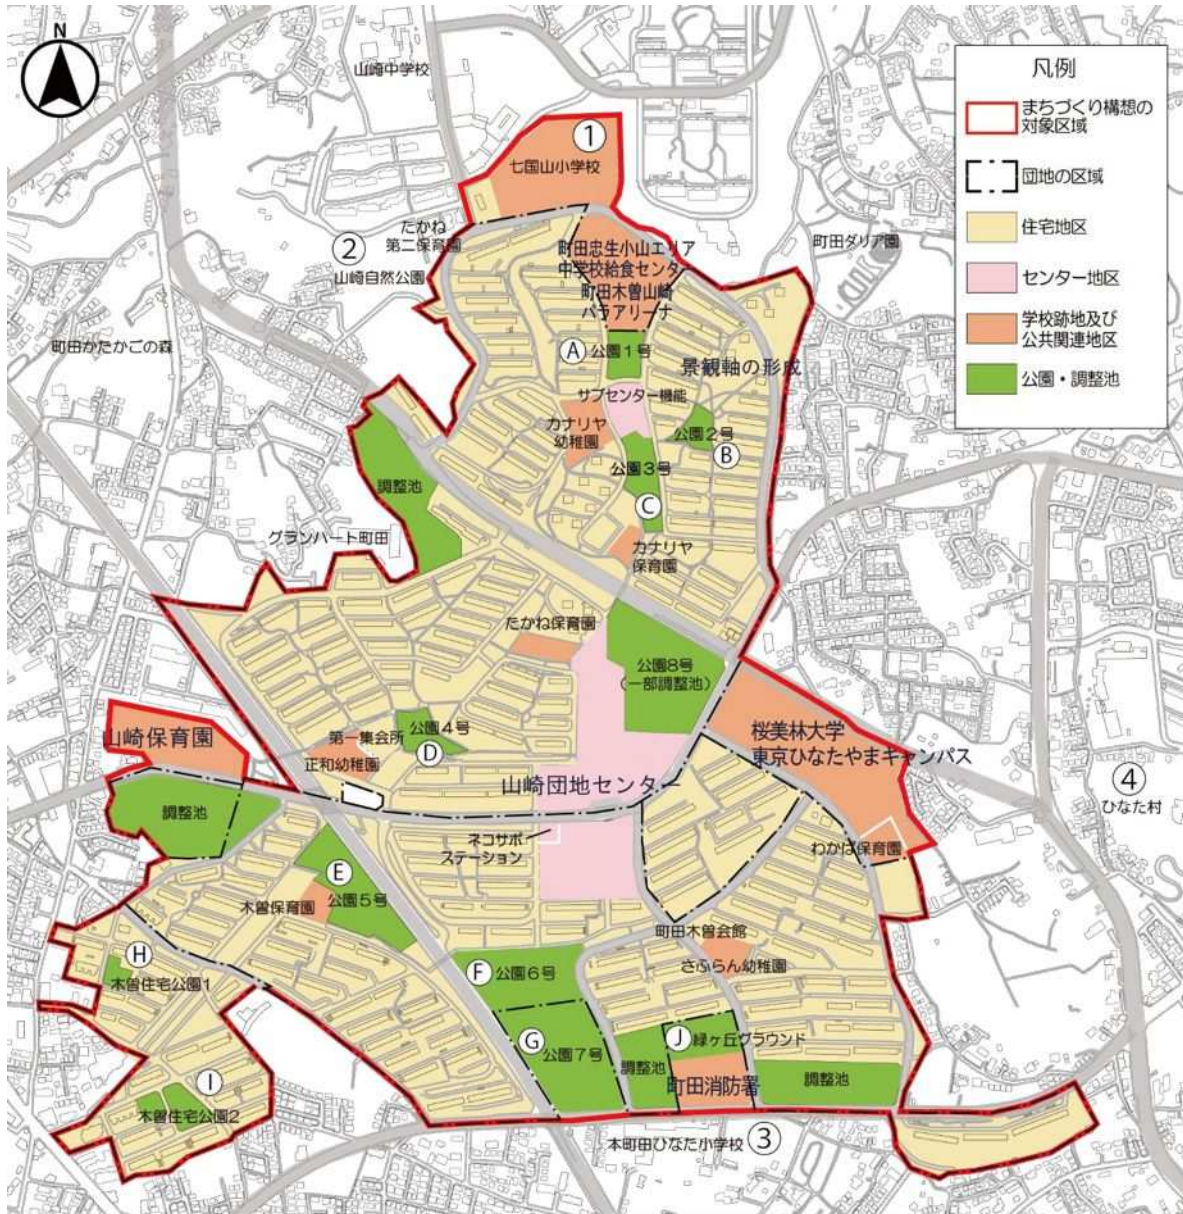 N
山崎中学校
凡例
まちづくり構想の
対象区域
団地の区域
住宅地区
センター地区
学校跡地及び
公共関連地区
公園・調整池
①
七国山小学校
たかね
第二保育園
②
山崎自然公園
町田忠生小山エリア
中学校給食センター
町田木曽山崎
パラアリーナ
町田ダリア園
町田かたかごの森
Ⓐ 公園1号
景観軸の形成
サブセンター機能
カナリヤ
幼稚園
公園2号
Ⓑ
公園3号
Ⓒ
調整池
グランハート町田
カナリヤ
保育園
たかね保育園
公園8号
(一部調整池)
山崎保育園
第一集会所
正和幼稚園
公園4号
Ⓓ
桜美林大学
東京ひなたやまキャンパス
山崎団地センター
④
ひなた村
調整池
ネコサポ
ステーション
わかば保育園
Ⓔ
公園5号
木曽保育園
町田木曽会館
さふらん幼稚園
Ⓗ
木曽住宅公園1
Ⓕ 公園6号
Ⓖ
公園7号
Ⓙ 緑ヶ丘グラウンド
調整池
町田消防署
調整池
Ⓘ
木曽住宅公園2
本町田ひなた小学校 ③